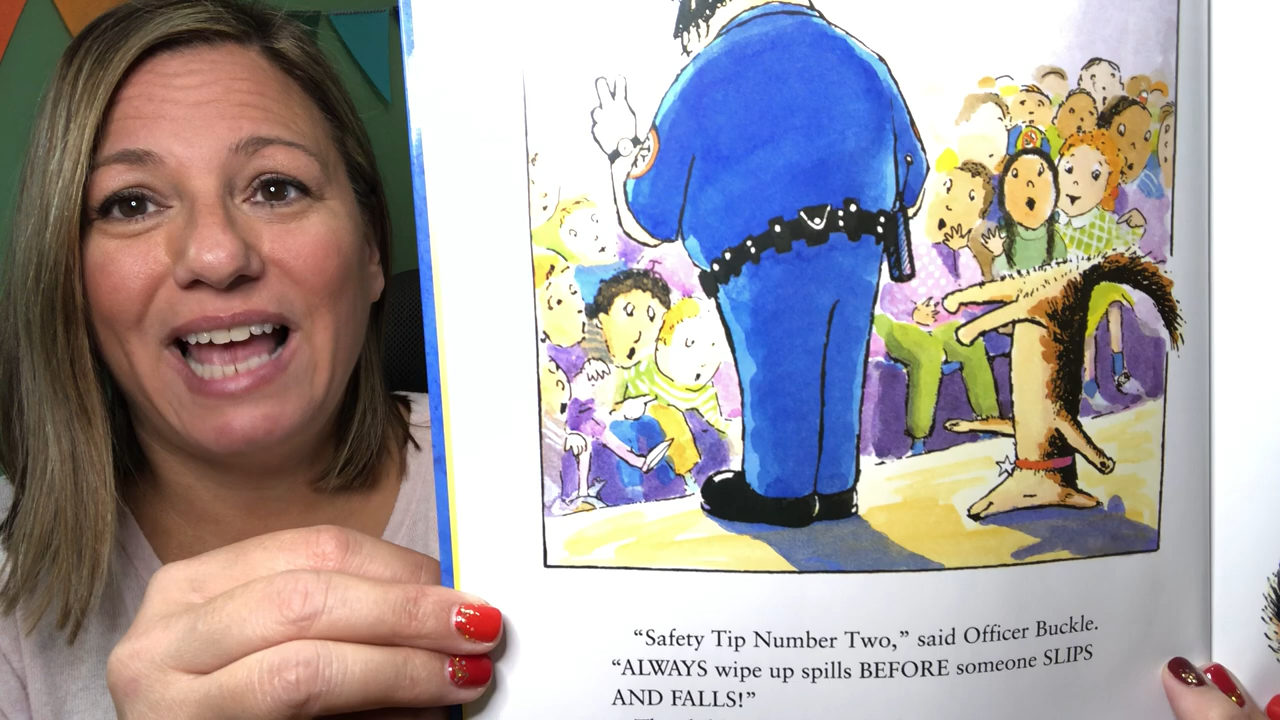 “Safety Tip Number Two,” said Officer Buckle.
“ALWAYS wipe up spills BEFORE someone SLIPS
AND FALLS!”